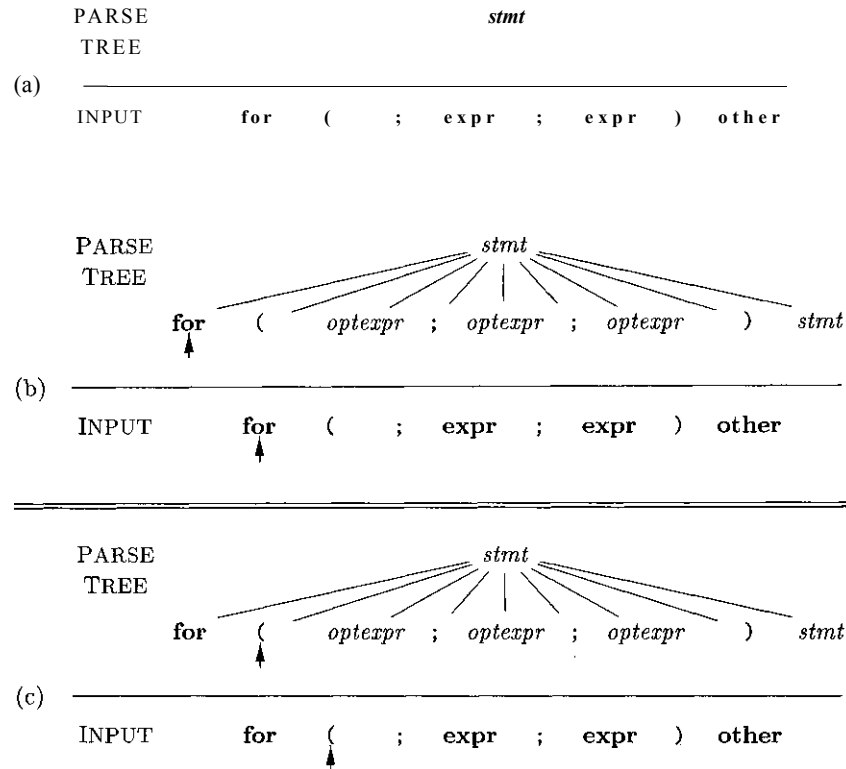 PARSE stmt
TREE
(a)
INPUT for ( ; expr ; expr ) other
PARSE stmt
TREE
for ( optexpr ; optexpr ; optexpr ) stmt
(b)
INPUT for ( ; expr ; expr ) other
PARSE stmt
TREE
for ( optexpr ; optexpr ; optexpr ) stmt
(c)
INPUT for ( ; expr ; expr ) other